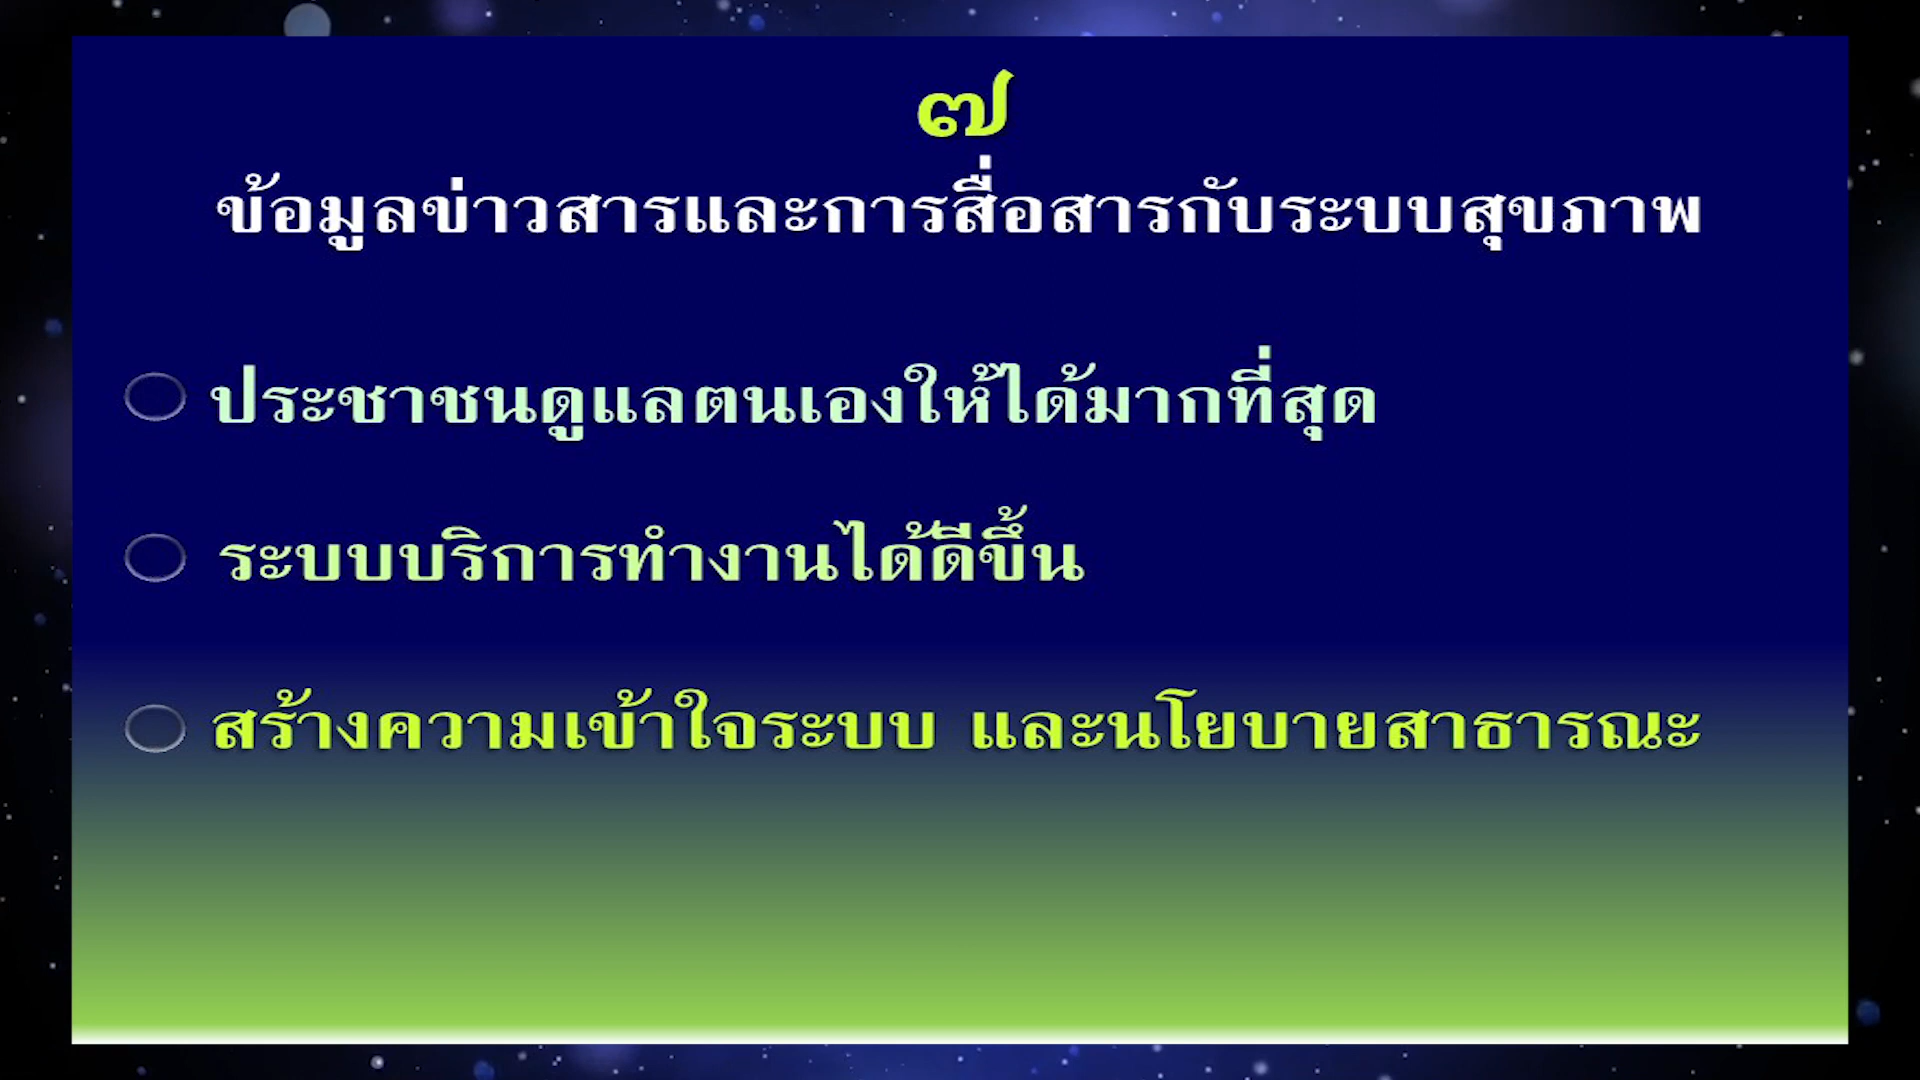 ๗
ข้อมูลข่าวสารและการสื่อสารกับระบบสุขภาพ
ประชาชนดูแลตนเองให้ได้มากที่สุด
ระบบบริการทำงานได้ดีขึ้น
สร้างความเข้าใจระบบ และนโยบายสาธารณะ